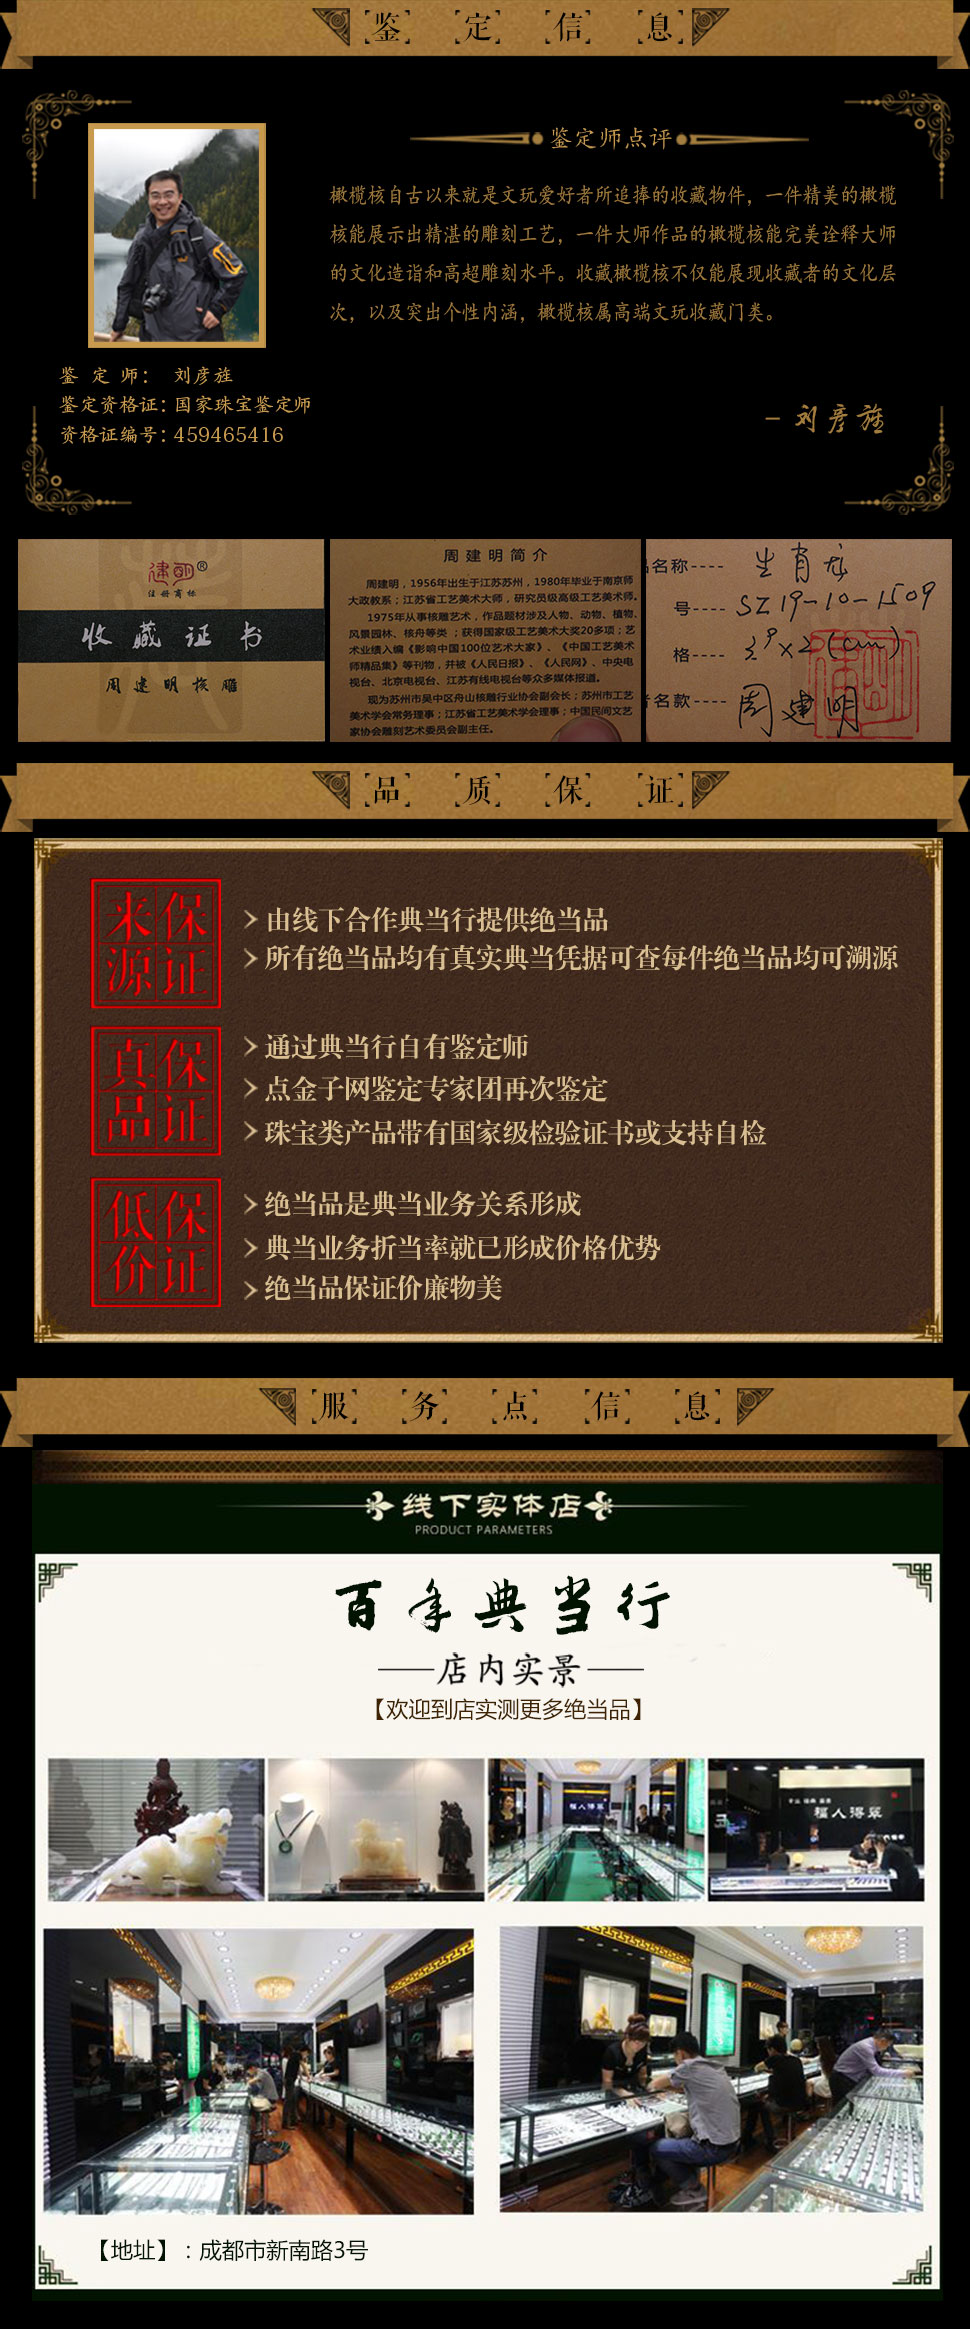 鉴定信息
鉴定师点评
橄榄核自古以来就是文玩爱好者所追捧的收藏物件，一件精美的橄榄
核能展示出精湛的雕刻工艺，一件大师作品的橄榄核能完美诠释大师
的文化造诣和高超雕刻水平。收藏橄榄核不仅能展现收藏者的文化层
次，以及突出个性内涵，橄榄核属高端文玩收藏门类。
鉴 定 师： 刘彦旌
鉴定资格证：国家珠宝鉴定师
资格证编号：459465416
– 刘彦旌
建明®
注册商标
收藏证书
周建明核雕
周建明简介
周建明，1956年出生于江苏苏州，1980年毕业于南京师
大政教系；江苏省工艺美术大师，研究员级高级工艺美术师。
1975年从事核雕艺术，作品题材涉及人物、动物、植物、
风景园林、核舟等类；获得国家级工艺美术大奖20多项；艺
术业绩入编《影响中国100位艺术大家》、《中国工艺美术
师精品集》等刊物，并被《人民日报》、《人民网》、中央电
视台、北京电视台、江苏有线电视台等众多媒体报道。
现为苏州市吴中区舟山核雕行业协会副会长；苏州市工艺
美术学会常务理事；江苏省工艺美术学会理事；中国民间文艺
家协会雕刻艺术委员会副主任。
品名称---- 生肖龙
号---- SZ19-10-1509
格----
者名款---- 周建明
品质保证
来源保证
由线下合作典当行提供绝当品
所有绝当品均有真实典当凭据可查每件绝当品均可溯源
真品保证
通过典当行自有鉴定师
点金子网鉴定专家团再次鉴定
珠宝类产品带有国家级检验证书或支持自检
低价保证
绝当品是典当业务关系形成
典当业务折当率就已形成价格优势
绝当品保证价廉物美
服务点信息
线下实体店
PRODUCT PARAMETERS
百年典当行
店内实景
【欢迎到店实测更多绝当品】
福人得翠
福人得翠
【地址】：成都市新南路3号